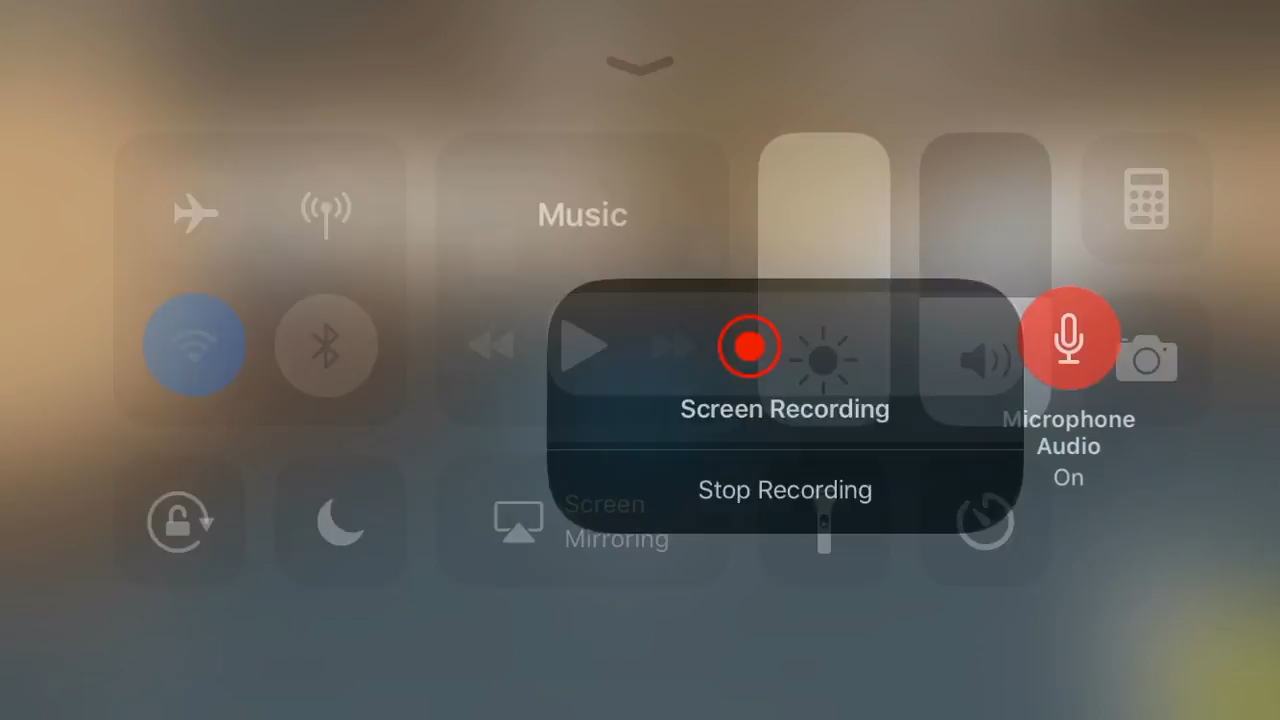 Music
Screen Recording
Microphone
Audio
On
Stop Recording
Screen
Mirroring